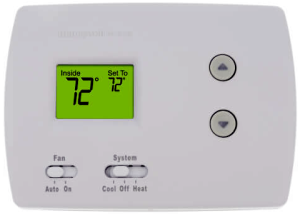 Inside Set To
72° 72°
Fan System
Auto On Cool Off Heat